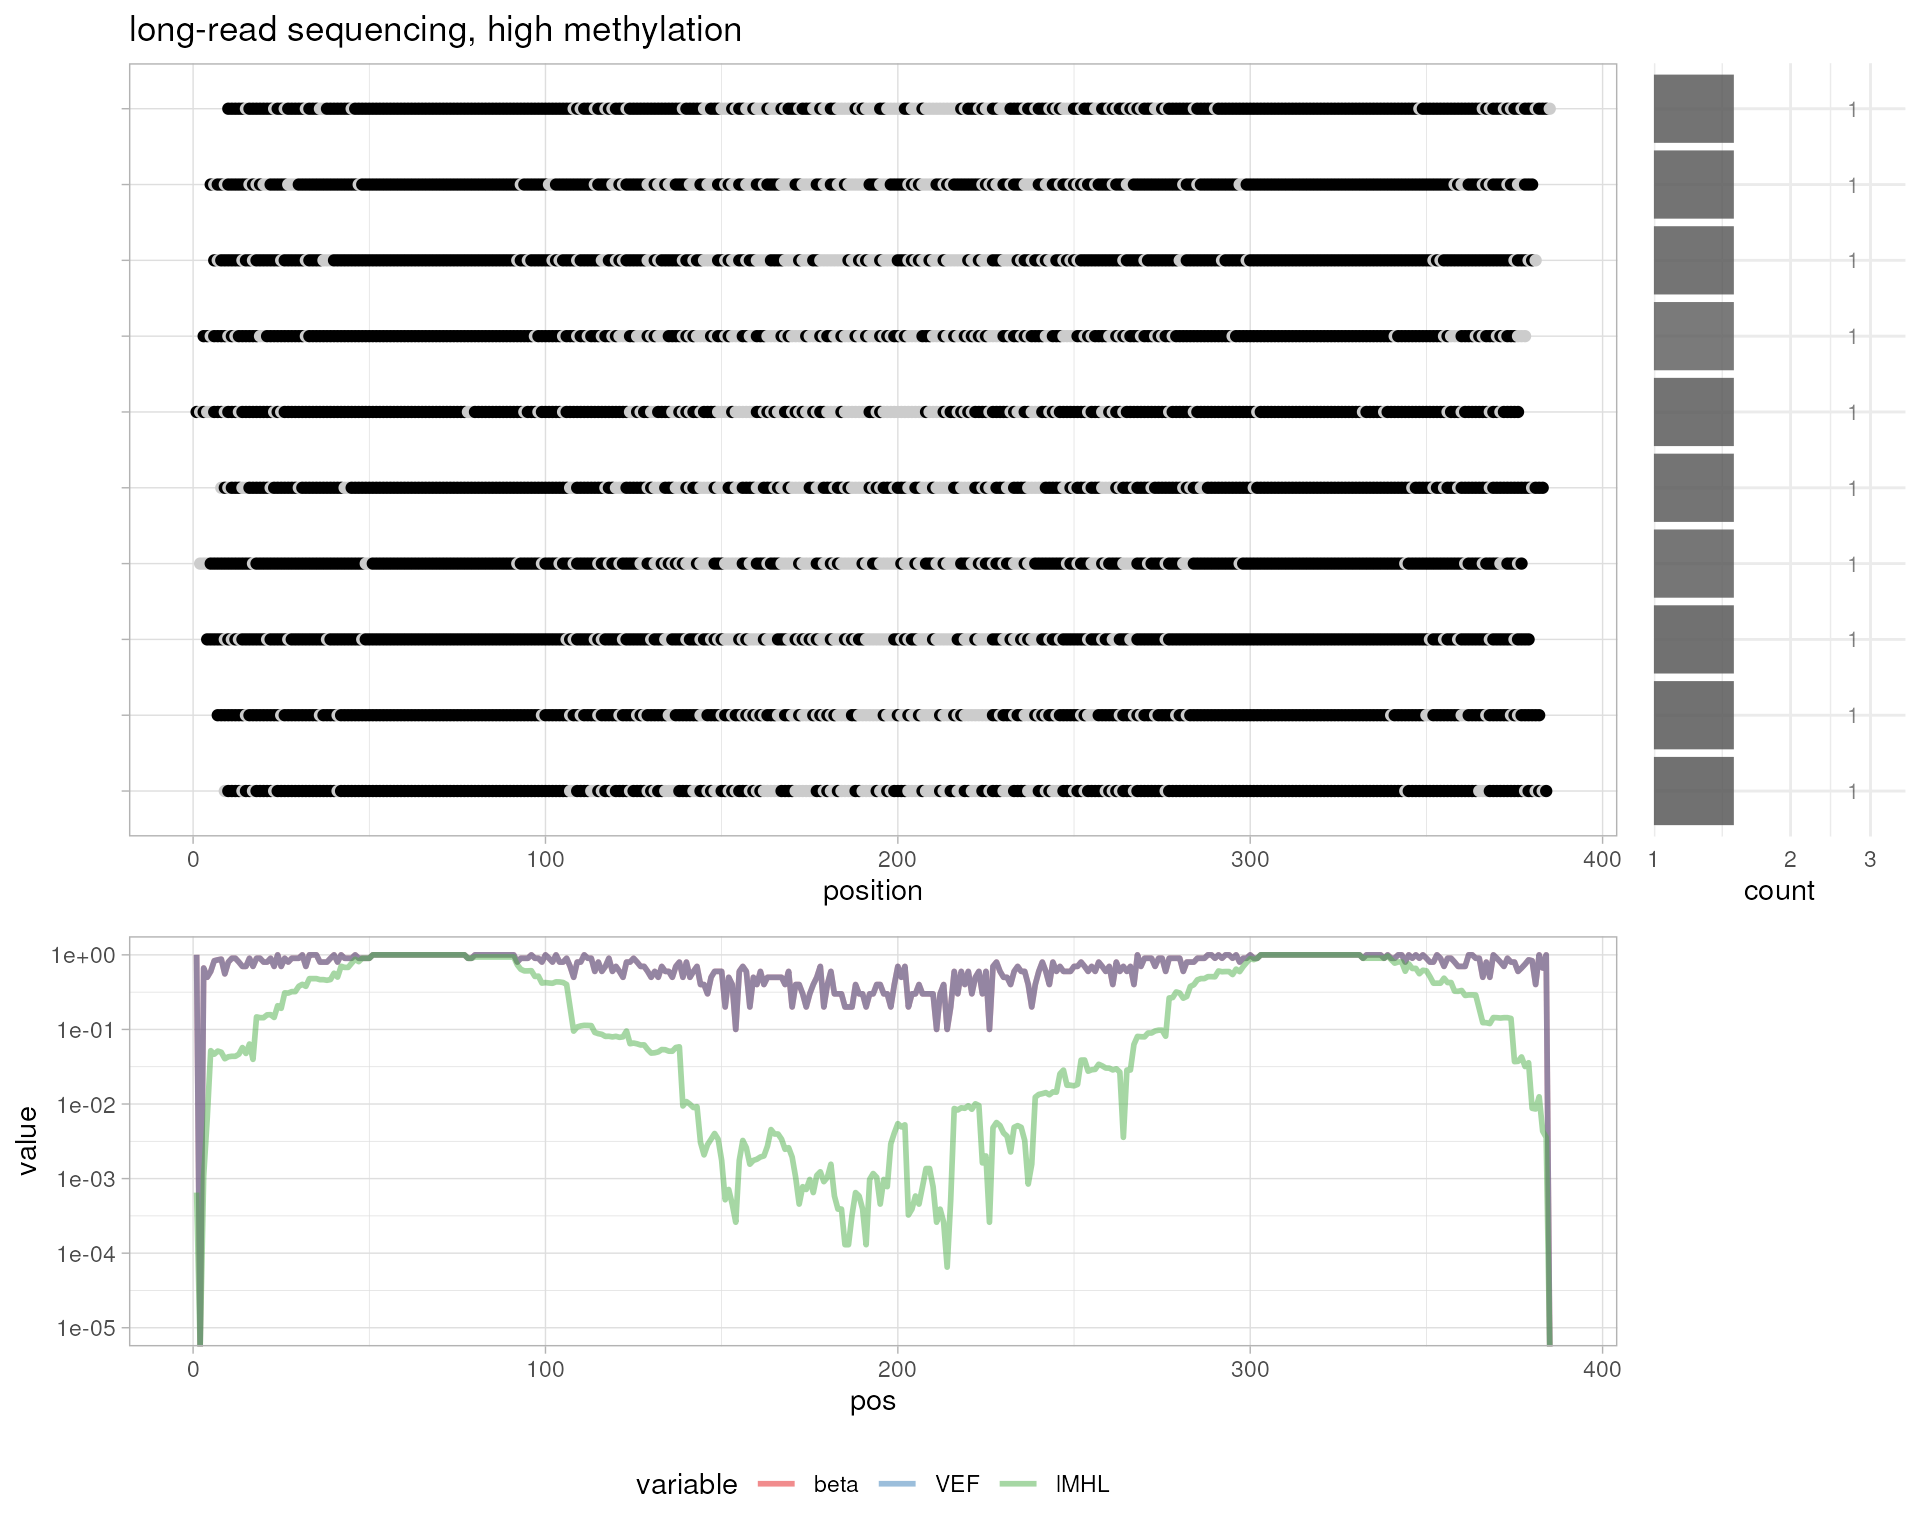 long-read sequencing, high methylation
1
1
1
1
1
1
1
1
1
1
0 100 200 300 400 1 2 3
position count
1e+00
1e-01
1e-02
1e-03
1e-04
1e-05
value
0 100 200 300 400
pos
variable beta VEF lMHL